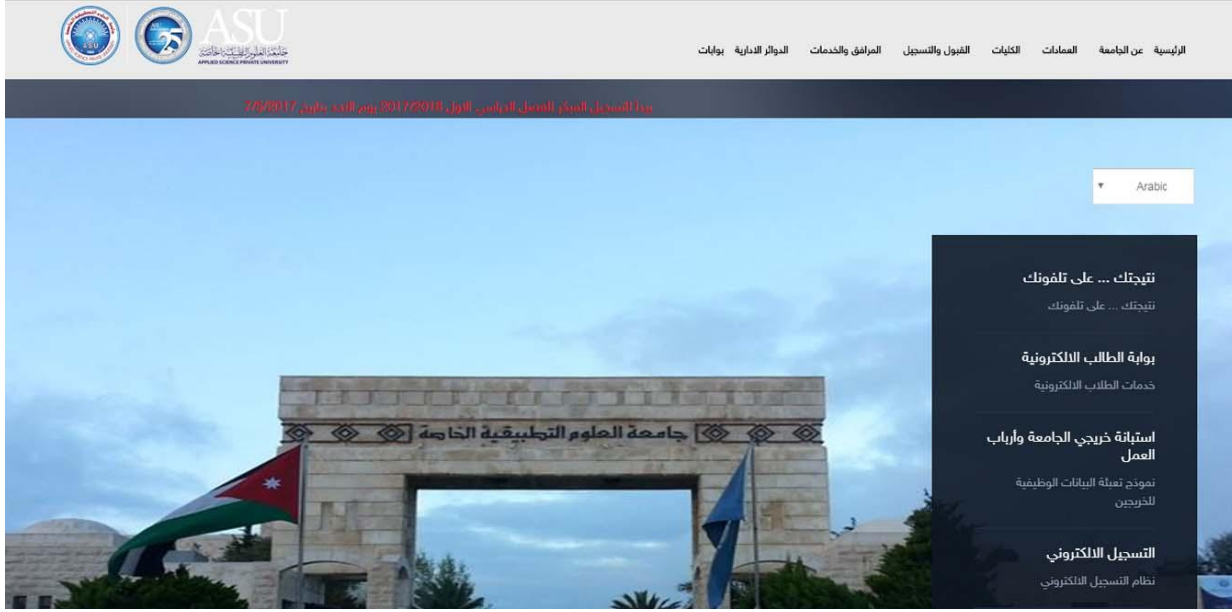 ASU
جامعة العلوم التطبيقية الخاصة
APPLIED SCIENCE PRIVATE UNIVERSITY
الرئيسية عن الجامعة العمادات الكليات القبول والتسجيل المرافق والخدمات الدوائر الادارية بوابات
بدأ التسجيل المبكر للفصل الدراسي الاول 2017/2018 يوم الاحد بتاريخ 7/5/2017
Arabic
نتيجتك ... على تلفونك
نتيجتك ... على تلفونك
بوابة الطالب الالكترونية
خدمات الطلاب الالكترونية
استبانة خريجي الجامعة وأرباب
العمل
نموذج تعبئة البيانات الوظيفية
للخريجين
التسجيل الالكتروني
نظام التسجيل الالكتروني
جامعة العلوم التطبيقية الخاصة